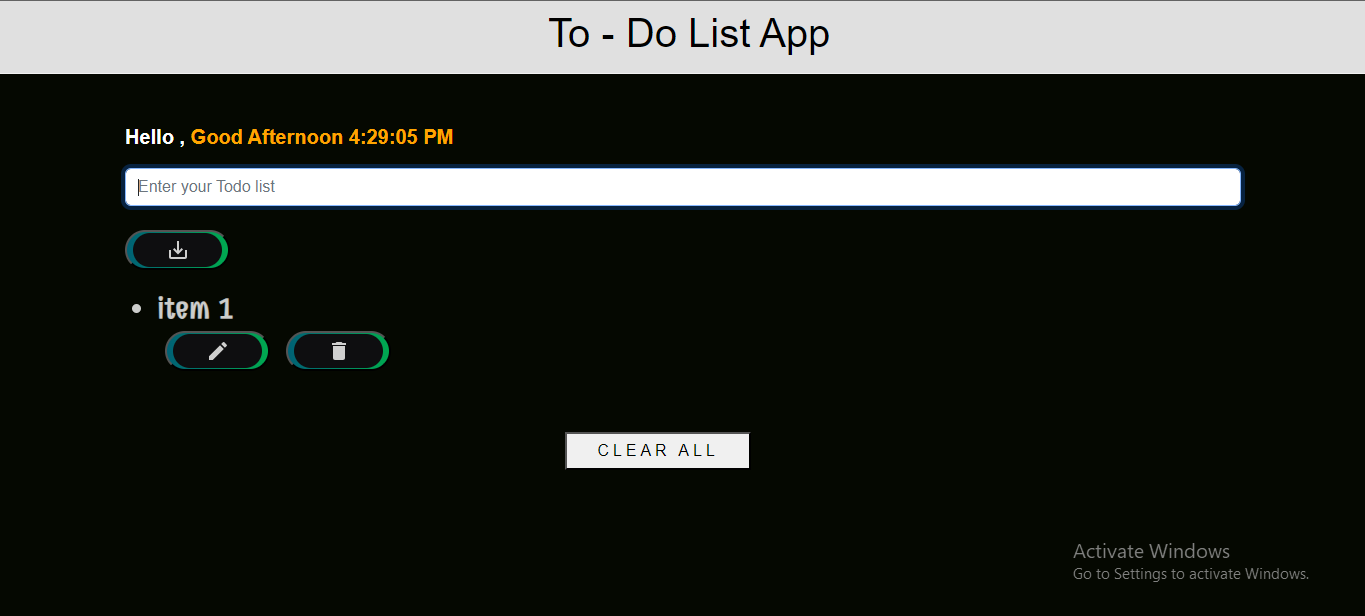 To - Do List App
Hello , Good Afternoon 4:29:05 PM
Enter your Todo list
item 1
CLEAR ALL
Activate Windows
Go to Settings to activate Windows.